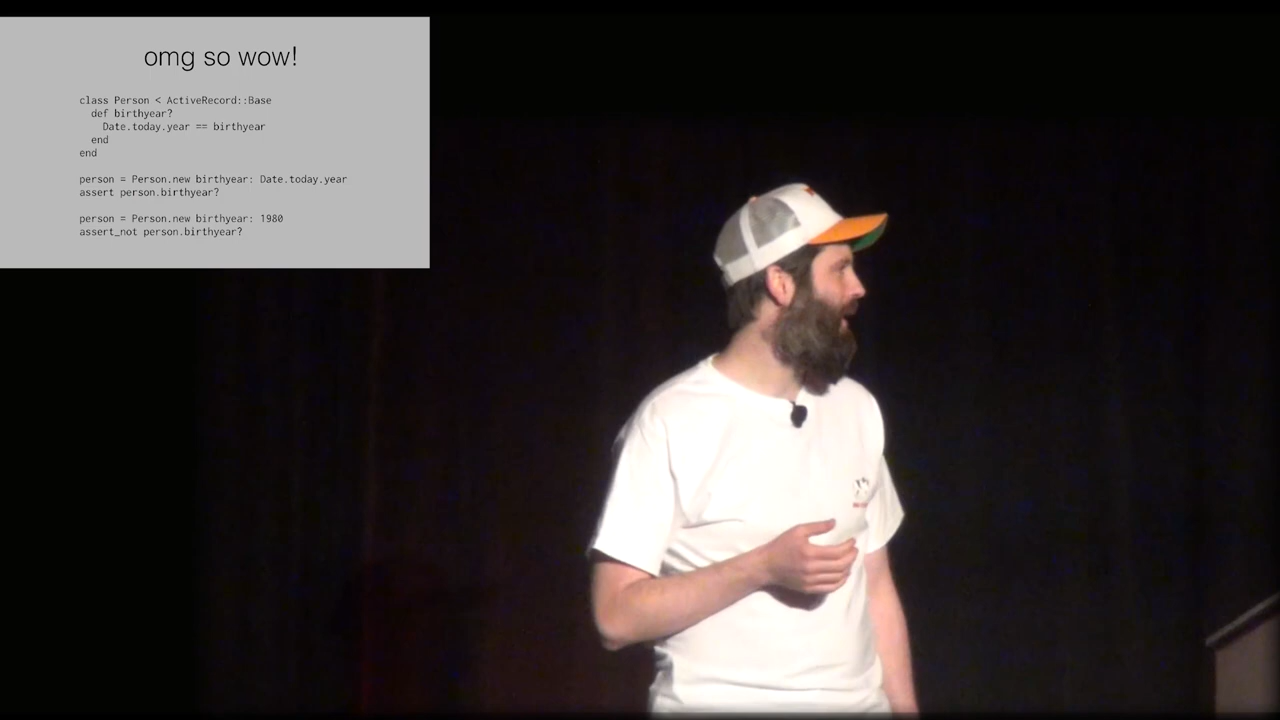 omg so wow!
class Person < ActiveRecord::Base
  def birthyear?
    Date.today.year == birthyear
  end
end
person = Person.new birthyear: Date.today.year
assert person.birthyear?
person = Person.new birthyear: 1980
assert_not person.birthyear?